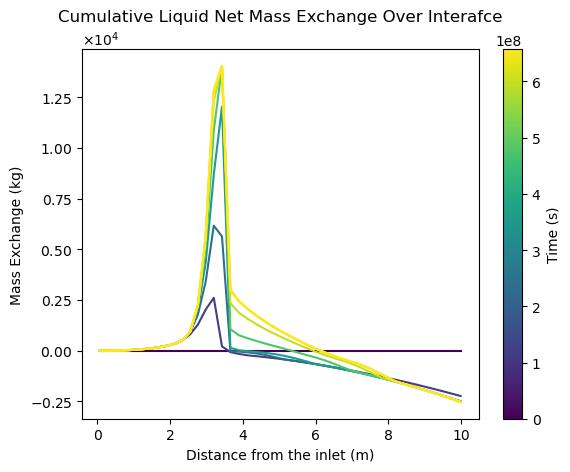 Cumulative Liquid Net Mass Exchange Over Interafce
×10⁴
1e8
1.25
1.00
0.75
0.50
0.25
0.00
−0.25
Mass Exchange (kg)
0 2 4 6 8 10
Distance from the inlet (m)
6
5
4
3
2
1
0
Time (s)